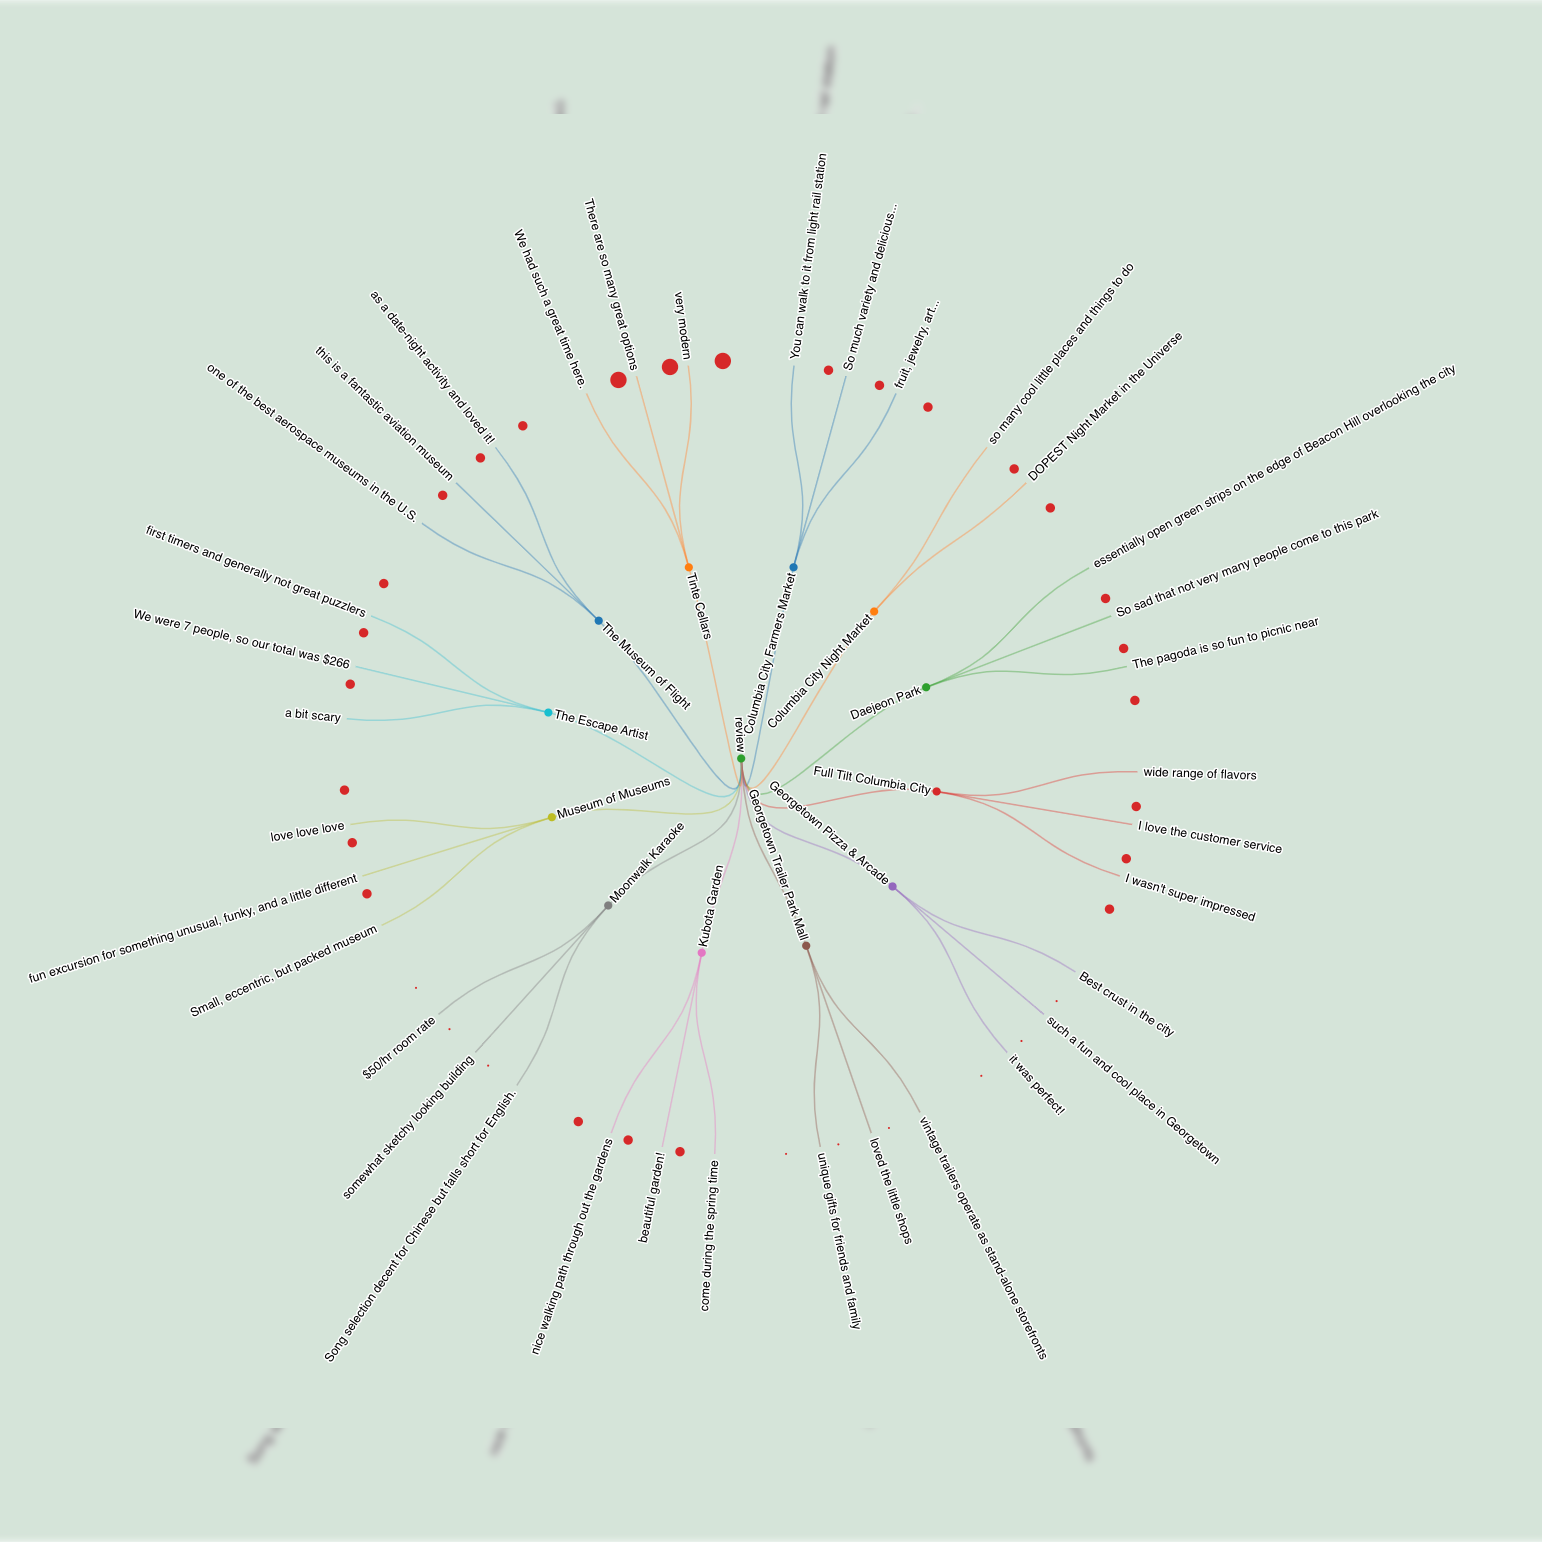 review
Columbia City Farmers Market
You can walk to it from light rail station
So much variety and delicious...
fruit, jewelry, art...
Columbia City Night Market
so many cool little places and things to do
DOPEST Night Market in the Universe
Daejeon Park
essentially open green strips on the edge of Beacon Hill overlooking the city
So sad that not very many people come to this park
The pagoda is so fun to picnic near
Full Tilt Columbia City
wide range of flavors
I love the customer service
I wasn't super impressed
Georgetown Pizza & Arcade
Best crust in the city
such a fun and cool place in Georgetown
it was perfect!
Georgetown Trailer Park Mall
vintage trailers operate as stand-alone storefronts
loved the little shops
unique gifts for friends and family
Kubota Garden
come during the spring time
beautiful garden!
nice walking path through out the gardens
Moonwalk Karaoke
Song selection decent for Chinese but falls short for English.
somewhat sketchy looking building
$50/hr room rate
Museum of Museums
Small, eccentric, but packed museum
fun excursion for something unusual, funky, and a little different
love love love
The Escape Artist
a bit scary
We were 7 people, so our total was $266
first timers and generally not great puzzlers
The Museum of Flight
one of the best aerospace museums in the U.S.
this is a fantastic aviation museum
as a date-night activity and loved it!
Tinte Cellars
We had such a great time here.
There are so many great options
very modern